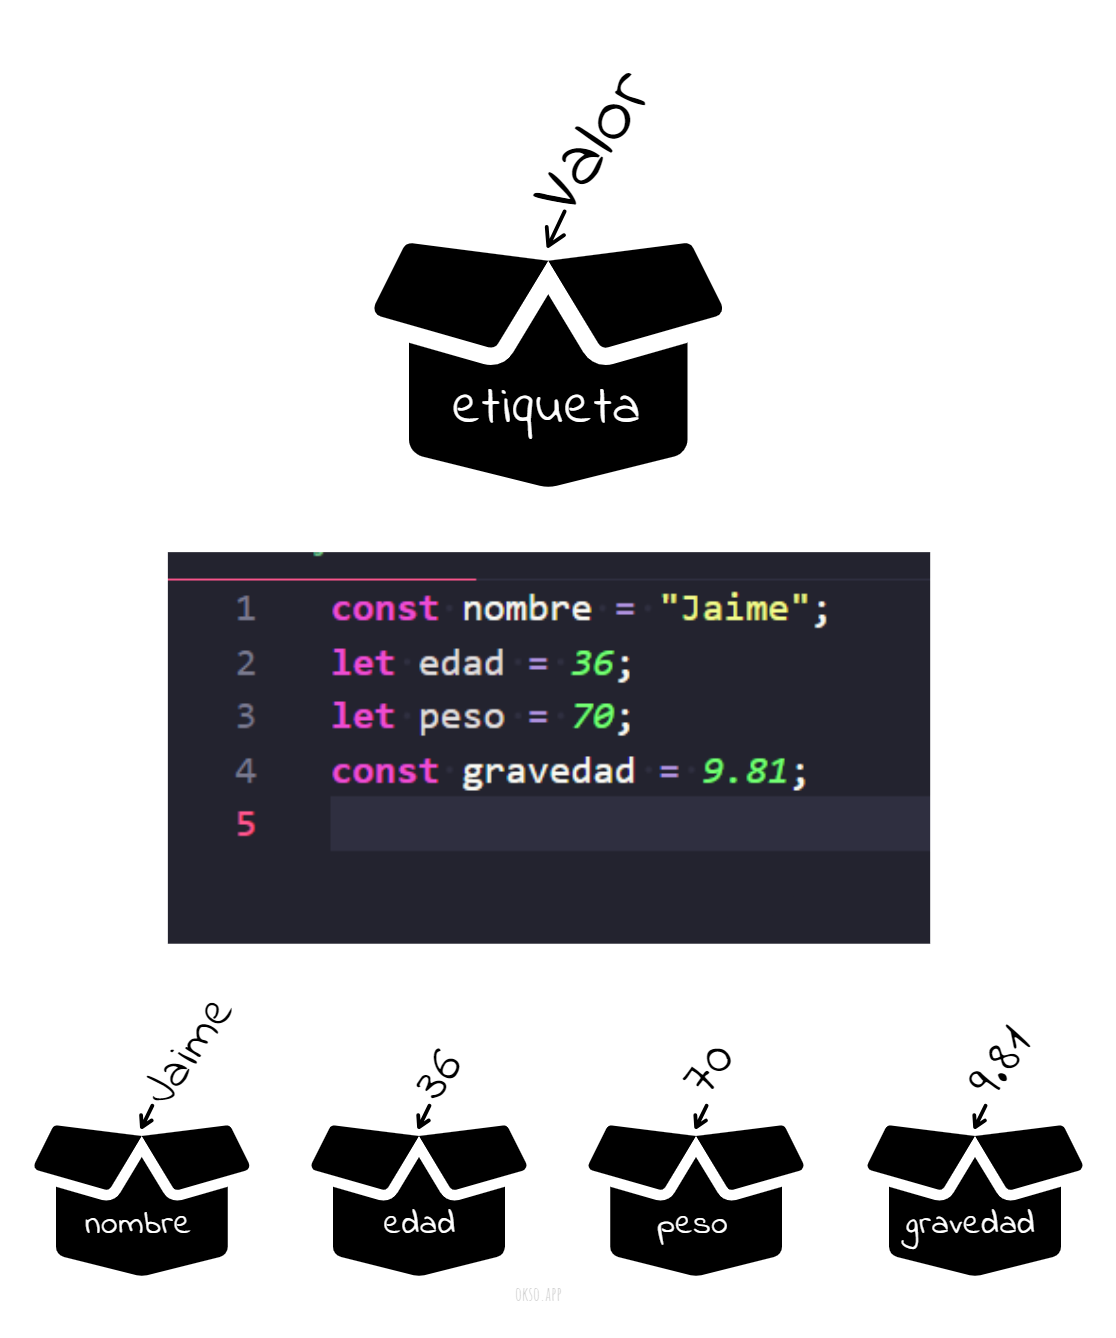 Valor
etiqueta
1 const nombre = "Jaime";
2 let edad = 36;
3 let peso = 70;
4 const gravedad = 9.81;
5
Jaime
36
70
9.81
nombre
edad
peso
gravedad
OKSO.APP